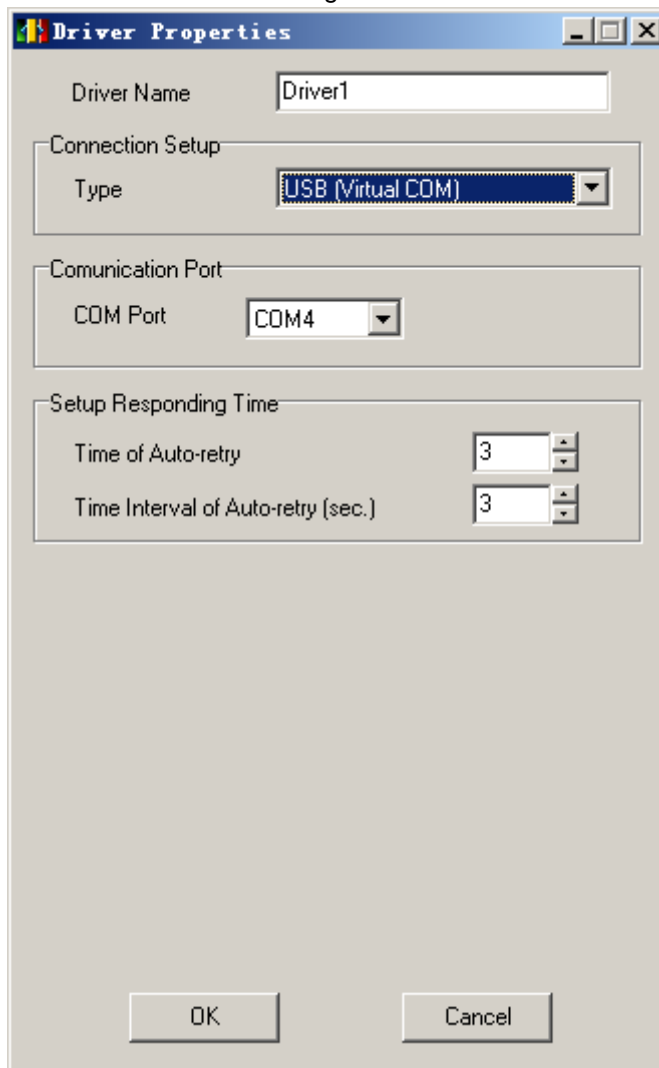 Driver Properties
Driver Name Driver1
Connection Setup
Type USB (Virtual COM)
Comunication Port
COM Port COM4
Setup Responding Time
Time of Auto-retry 3
Time Interval of Auto-retry (sec.) 3
OK Cancel